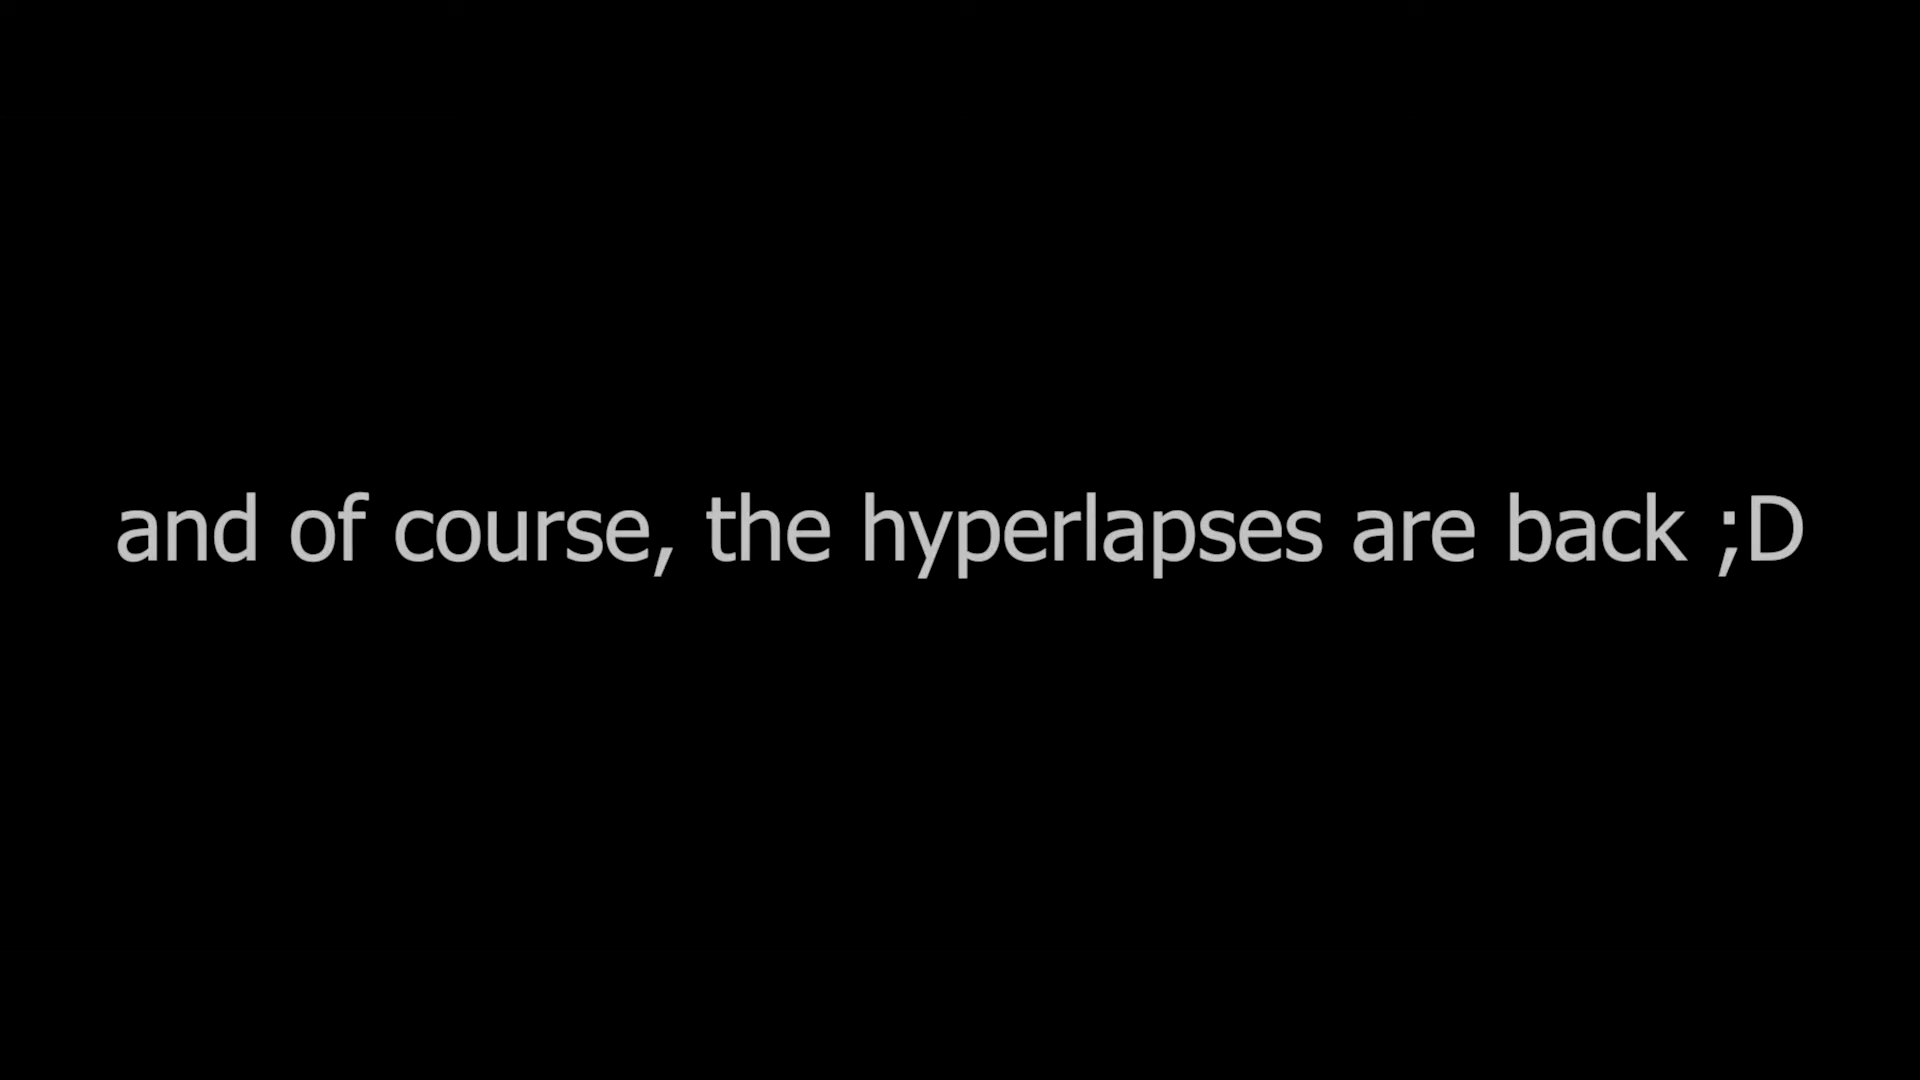 and of course, the hyperlapses are back ;D